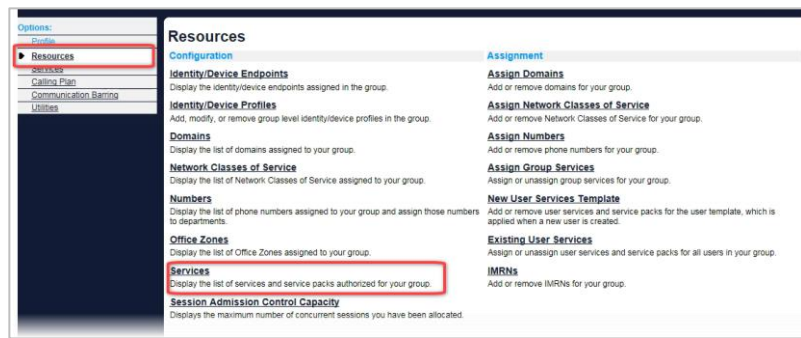 Options:
Profile
Resources
Services
Calling Plan
Communication Barring
Utilities
Resources
Configuration
Identity/Device Endpoints
Display the identity/device endpoints assigned in the group.
Identity/Device Profiles
Add, modify, or remove group level identity/device profiles in the group.
Domains
Display the list of domains assigned to your group.
Network Classes of Service
Display the list of Network Classes of Service assigned to your group.
Numbers
Display the list of phone numbers assigned to your group and assign those numbers
to departments.
Office Zones
Display the list of Office Zones assigned to your group.
Services
Display the list of services and service packs authorized for your group.
Session Admission Control Capacity
Displays the maximum number of concurrent sessions you have been allocated.
Assignment
Assign Domains
Add or remove domains for your group.
Assign Network Classes of Service
Add or remove Network Classes of Service for your group.
Assign Numbers
Add or remove phone numbers for your group.
Assign Group Services
Assign or unassign group services for your group.
New User Services Template
Add or remove user services and service packs for the user template, which is
applied when a new user is created.
Existing User Services
Assign or unassign user services and service packs for all users in your group.
IMRNs
Add or remove IMRNs for your group.